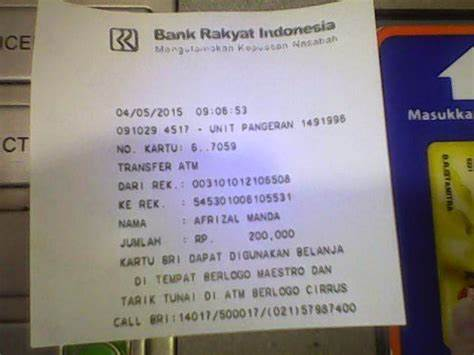 ICE
CT
Bank Rakyat Indonesia
Mengutamakan Kepuasan Nasabah
04/05/2015 09:06:53
091029 4517 - UNIT PANGERAN 1491996
NO. KARTU: 6..7059
TRANSFER ATM
DARI REK.: 003101012106508
KE REK. : 545301006105531
NAMA : AFRIZAL MANDA
JUMLAH : RP. 200,000
KARTU BRI DAPAT DIGUNAKAN BELANJA
DI TEMPAT BERLOGO MAESTRO DAN
TARIK TUNAI DI ATM BERLOGO CIRRUS
CALL BRI:14017/500017/(021)57987400
Masukka